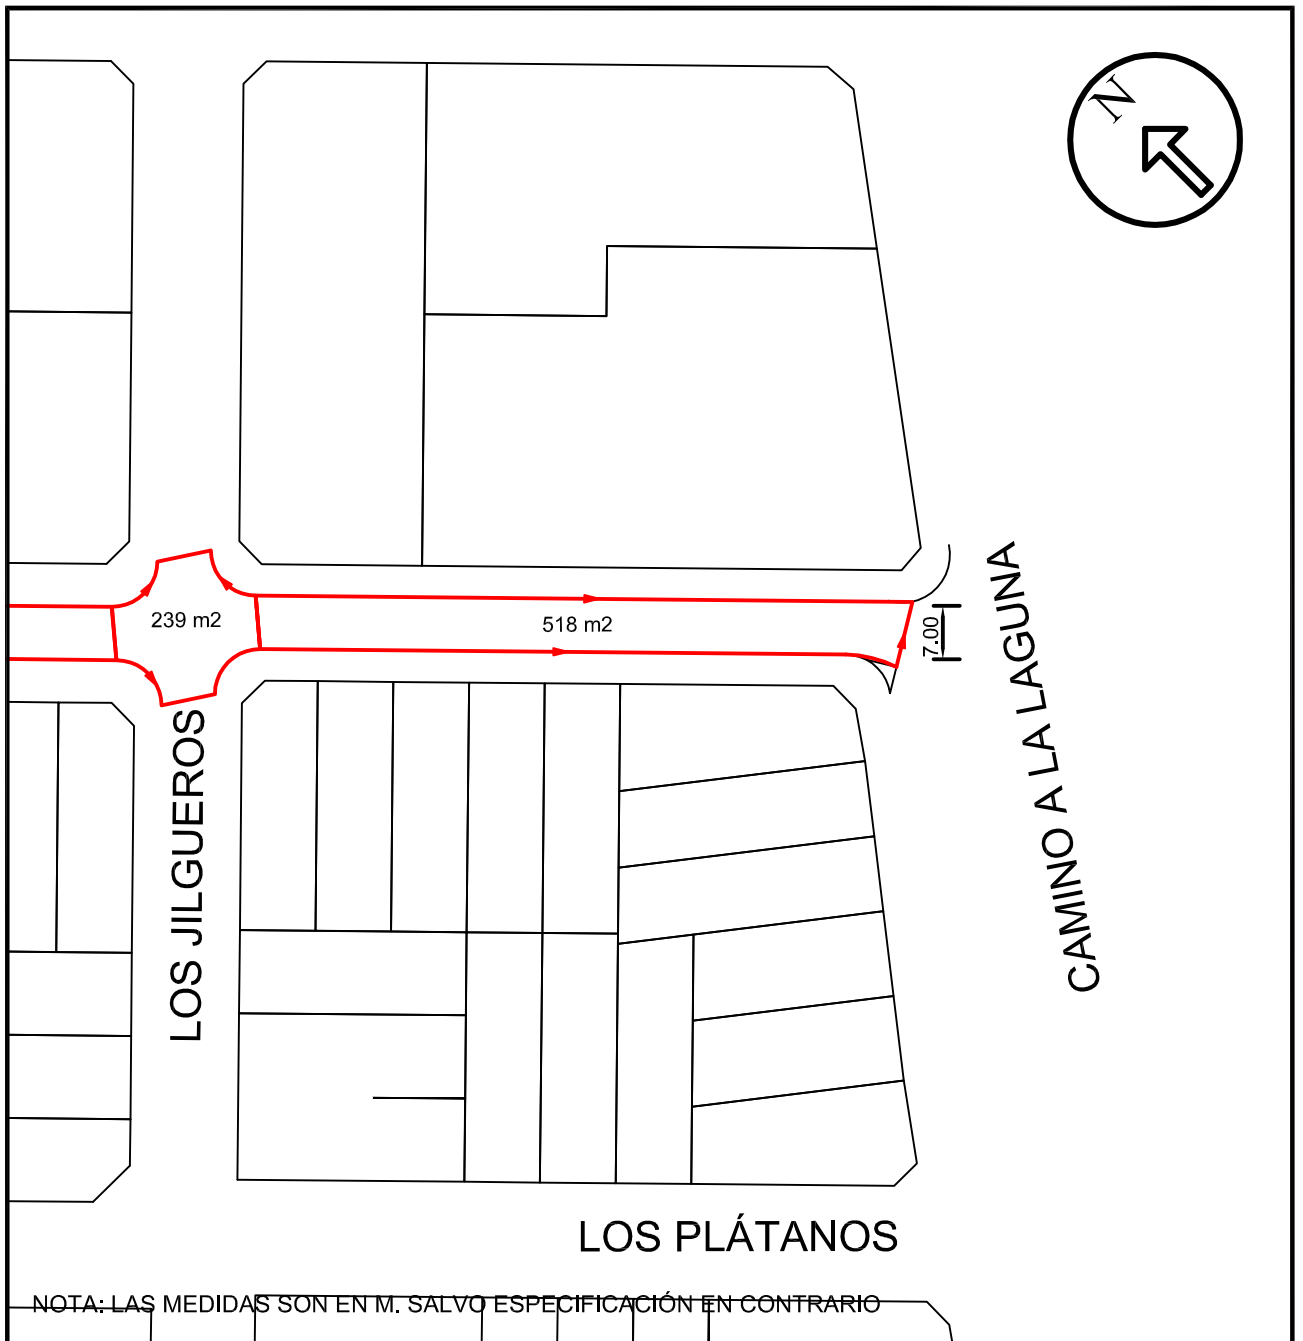 N
239 m2
518 m2
7.00
CAMINO A LA LAGUNA
LOS JILGUEROS
LOS PLÁTANOS
NOTA: LAS MEDIDAS SON EN M. SALVO ESPECIFICACIÓN EN CONTRARIO